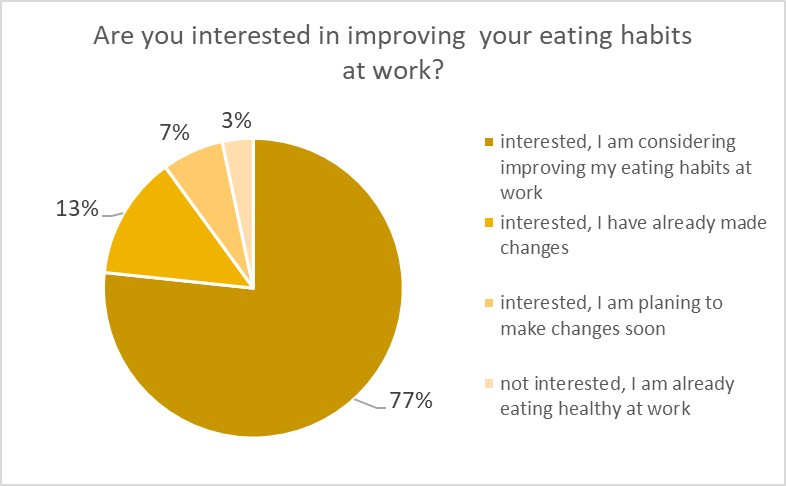 Are you interested in improving  your eating habits
at work?
3%
7%
13%
77%
interested, I am considering
improving my eating habits at
work
interested, I have already made
changes
interested, I am planing to
make changes soon
not interested, I am already
eating healthy at work